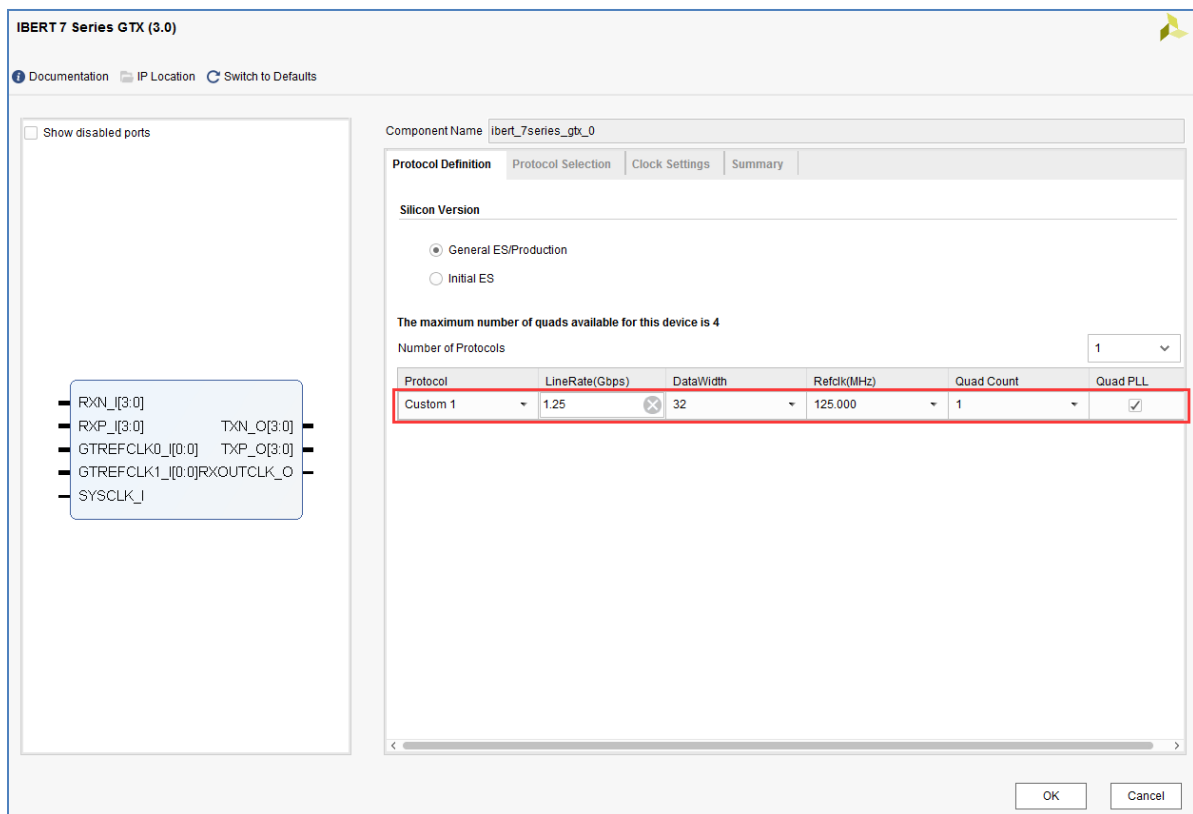 IBERT 7 Series GTX (3.0)
Documentation IP Location Switch to Defaults
Show disabled ports
RXN_I[3:0]
RXP_I[3:0] TXN_O[3:0]
GTREFCLK0_I[0:0] TXP_O[3:0]
GTREFCLK1_I[0:0]RXOUTCLK_O
SYSCLK_I
Component Name ibert_7series_gtx_0
Protocol Definition Protocol Selection Clock Settings Summary
Silicon Version
General ES/Production
Initial ES
The maximum number of quads available for this device is 4
Number of Protocols 1
Protocol LineRate(Gbps) DataWidth Refclk(MHz) Quad Count Quad PLL
Custom 1 1.25 32 125.000 1
OK Cancel